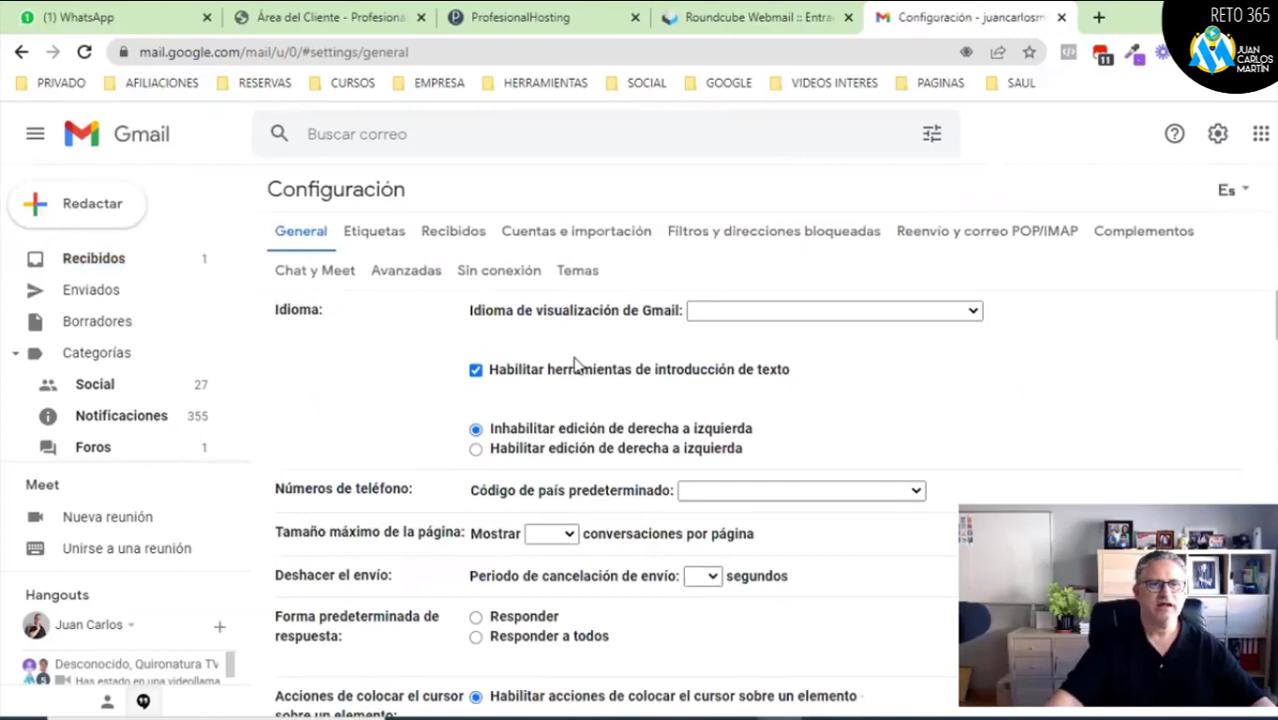 (1) WhatsApp
Área del Cliente - Profesiona
ProfesionalHosting
Roundcube Webmail :: Entra
Configuración - juancarlosm
RETO 365
JUAN
CARLOS
MARTÍN
mail.google.com/mail/u/0/#settings/general
11
PRIVADO
AFILIACIONES
RESERVAS
CURSOS
EMPRESA
HERRAMIENTAS
SOCIAL
GOOGLE
VIDEOS INTERES
PAGINAS
SAUL
Gmail
Buscar correo
Redactar
Configuración
Es
General
Etiquetas
Recibidos
Cuentas e importación
Filtros y direcciones bloqueadas
Reenvío y correo POP/IMAP
Complementos
Chat y Meet
Avanzadas
Sin conexión
Temas
Recibidos 1
Enviados
Borradores
Categorías
Social 27
Notificaciones 355
Foros 1
Meet
Nueva reunión
Unirse a una reunión
Hangouts
Juan Carlos
Desconocido, Quironatura TV
Has estado en una videollama
Idioma: Idioma de visualización de Gmail:
Habilitar herramientas de introducción de texto
Inhabilitar edición de derecha a izquierda
Habilitar edición de derecha a izquierda
Números de teléfono: Código de país predeterminado:
Tamaño máximo de la página: Mostrar conversaciones por página
Deshacer el envío: Periodo de cancelación de envío: segundos
Forma predeterminada de
respuesta:
Responder
Responder a todos
Acciones de colocar el cursor
sobre un elemento:
Habilitar acciones de colocar el cursor sobre un elemento